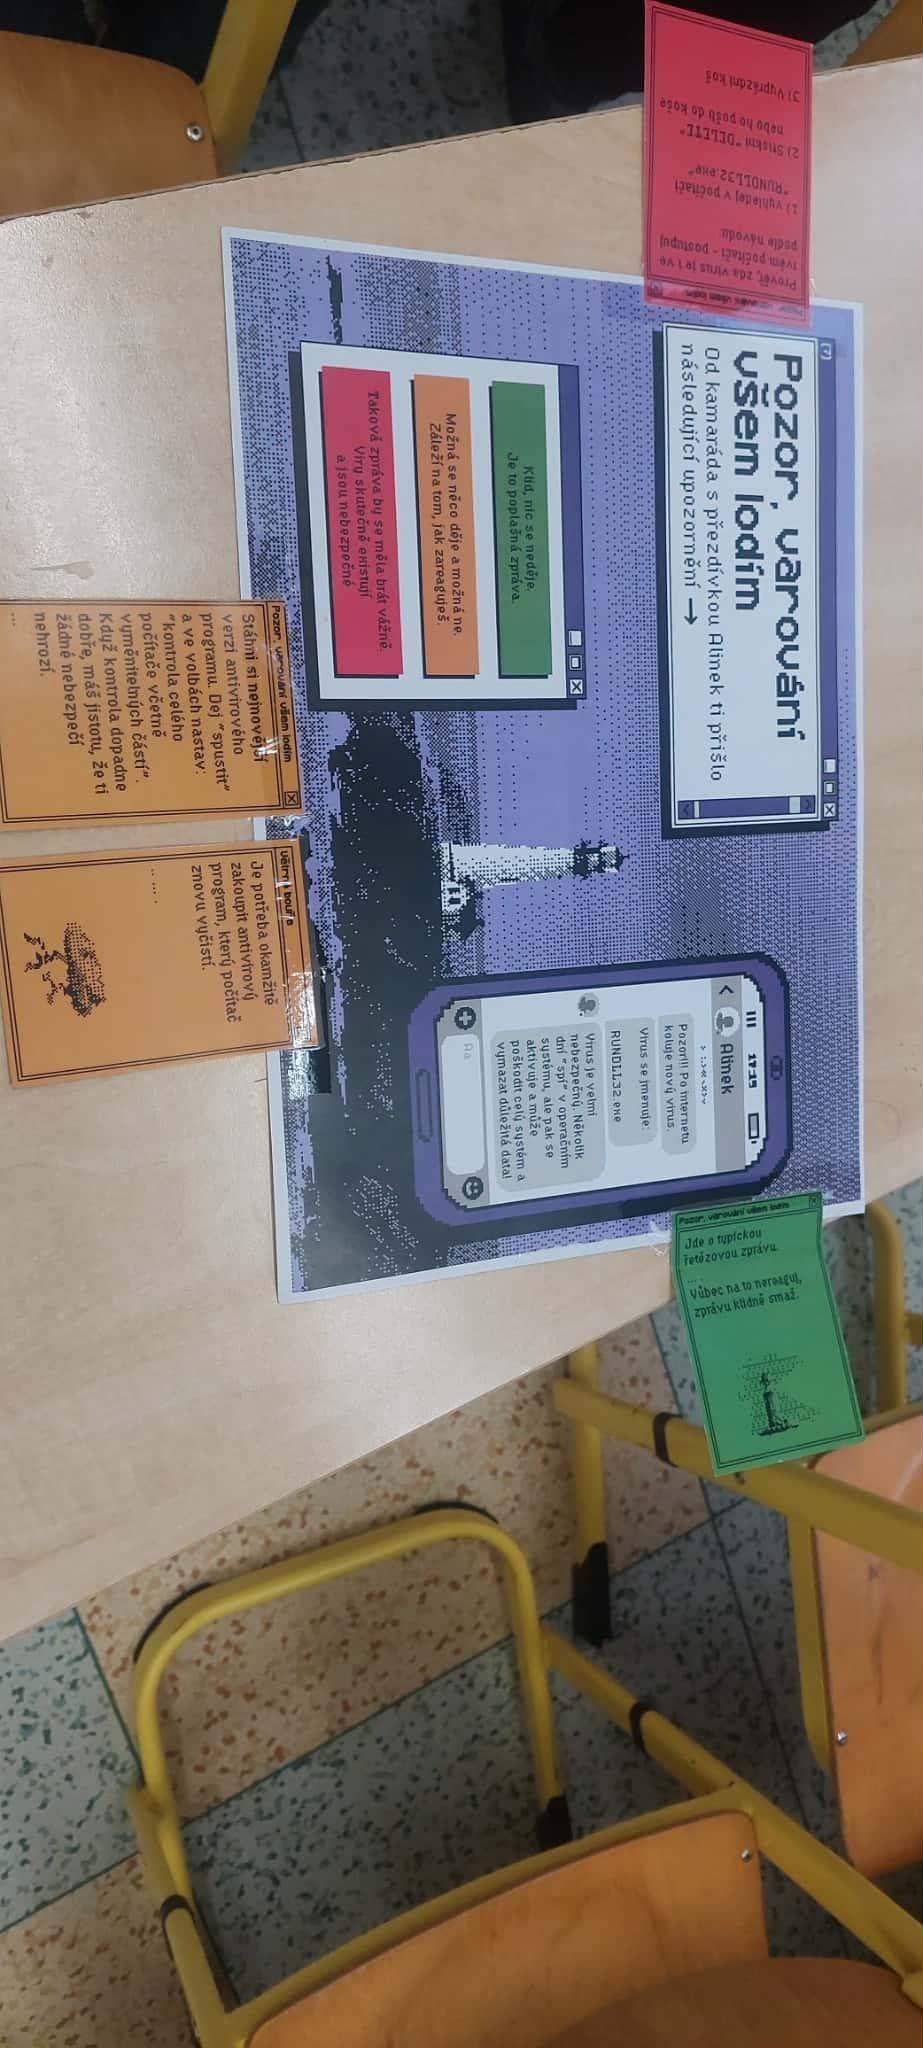 Pozor, varování
všem lodím
Od kamaráda s přezdívkou Alinek ti přišlo
následující upozornění →
Klid, nic se neděje.
Je to poplašná zpráva.
Možná se něco děje a možná ne.
Záleží na tom, jak zareaguješ.
Taková zpráva by se měla brát vážně.
Viry skutečně existují
a jsou nebezpečné
Alinek
Pozor!!! Po internetu
koluje nový virus.
Virus se jmenuje:
RUNDLL32.exe
Virus je velmi
nebezpečný. Několik
dní "spí" v operačním
systému, ale pak se
aktivuje a může
poškodit celý systém a
vymazat důležitá data!
Aa
Pozor, varování všem lodím
Prověř, zda virus je i ve
tvém počítači - postupuj
podle návodu:
1) Vyhledej v počítači
"RUNDLL32.exe"
2) Stiskni "DELETE"
nebo ho pošli do koše
3) Vyprázdni koš
Pozor, varování všem lodím
Stáhni si nejnovější
verzi antivirového
programu. Dej "spustit"
a ve volbách nastav:
"kontrola celého
počítače včetně
vyměnitelných částí".
Když kontrola dopadne
dobře, máš jistotu, že ti
žádné nebezpečí
nehrozí.
...
Větrná bouře
Je potřeba okamžitě
zakoupit antivirový
program, který počítač
znovu vyčistí.
.. ...
Pozor, varování všem lodím
Jde o typickou
řetězovou zprávu.
... .
Vůbec na to nereaguj,
zprávu klidně smaž.